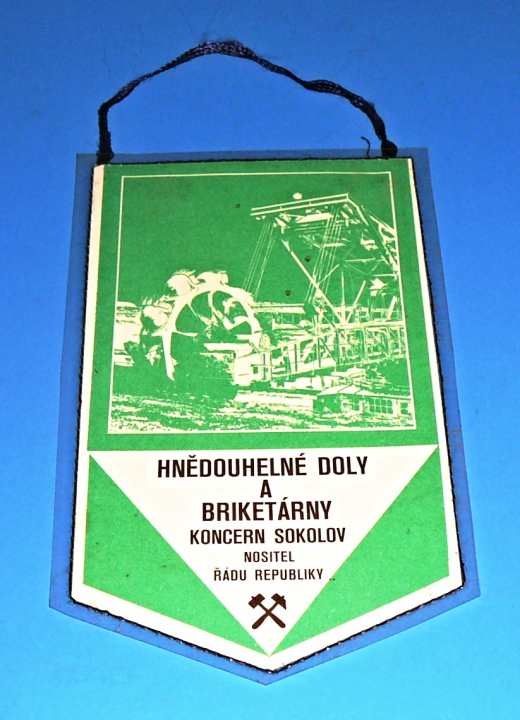 HNĚDOUHELNÉ DOLY
A
BRIKETÁRNY
KONCERN SOKOLOV
NOSITEL
ŘÁDU REPUBLIKY